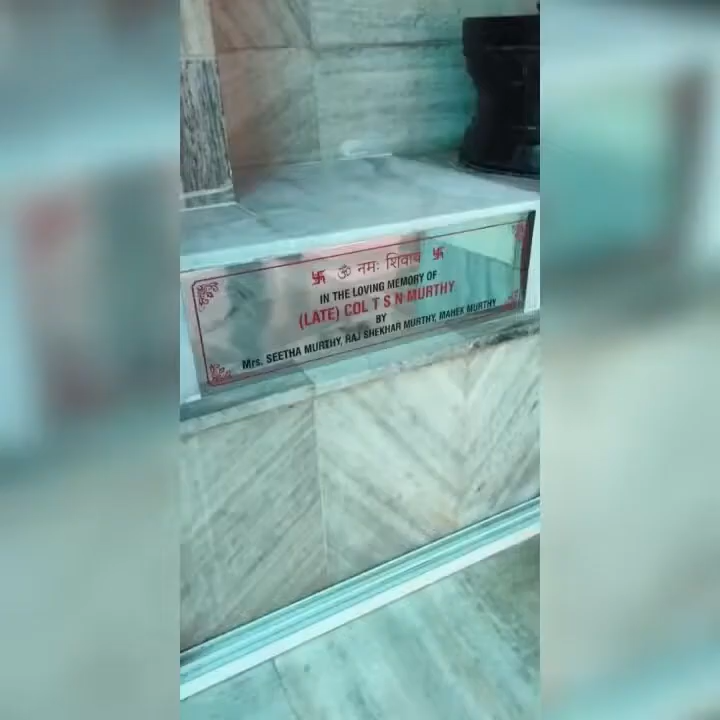 卐 ॐ नमः शिवाय 卐
IN THE LOVING MEMORY OF
(LATE) COL T S N MURTHY
BY
Mrs. SEETHA MURTHY, RAJ SHEKHAR MURTHY, MAHEK MURTHY